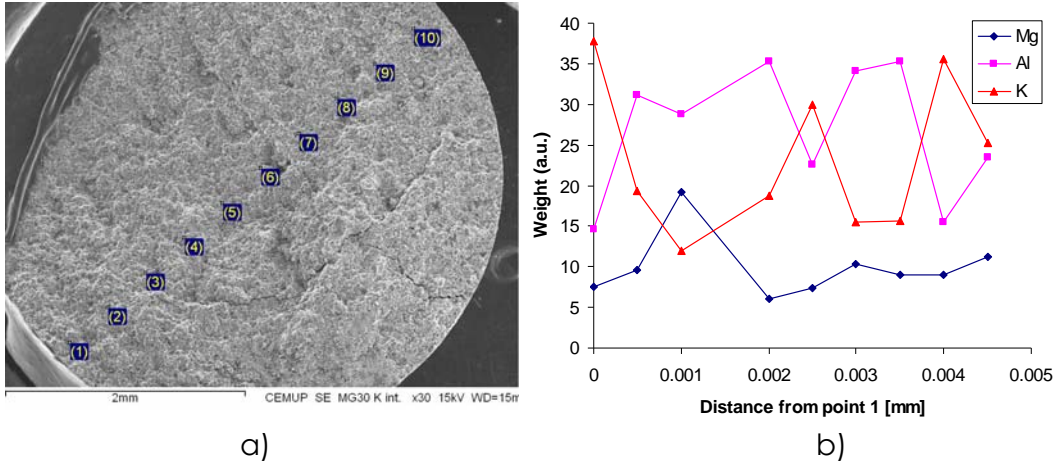 (10)
(9)
(8)
(7)
(6)
(5)
(4)
(3)
(2)
(1)
2mm CEMUP SE MG30 K int. x30 15kV WD=15m
a)
40
35
30
25
20
15
10
5
0
Weight (a.u.)
0 0.001 0.002 0.003 0.004 0.005
Distance from point 1 [mm]
Mg
Al
K
b)